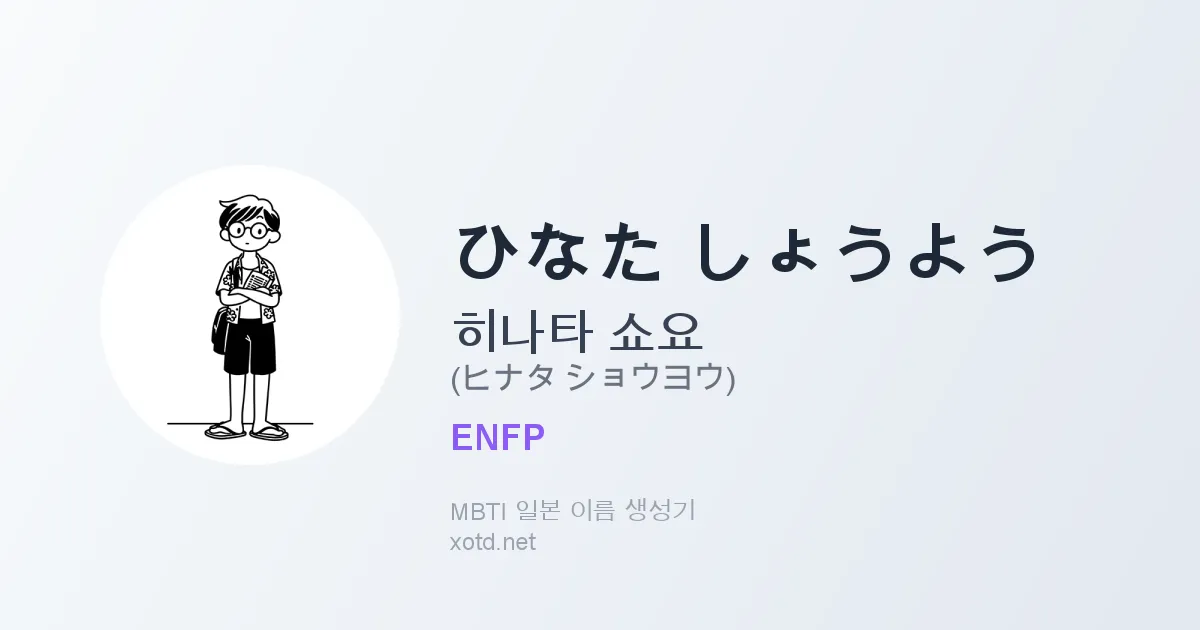 ひなた しょうよう
히나타 쇼요
(ヒナタ ショウヨウ)
ENFP
MBTI 일본 이름 생성기
xotd.net